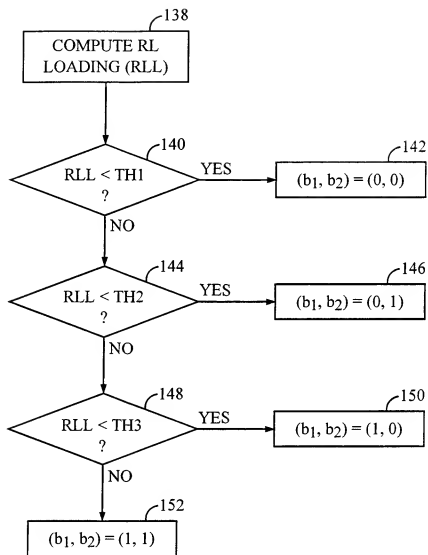 138
COMPUTE RL
LOADING (RLL)
140
RLL < TH1
?
YES
142
(b₁, b₂) = (0, 0)
NO
144
RLL < TH2
?
YES
146
(b₁, b₂) = (0, 1)
NO
148
RLL < TH3
?
YES
150
(b₁, b₂) = (1, 0)
NO
152
(b₁, b₂) = (1, 1)